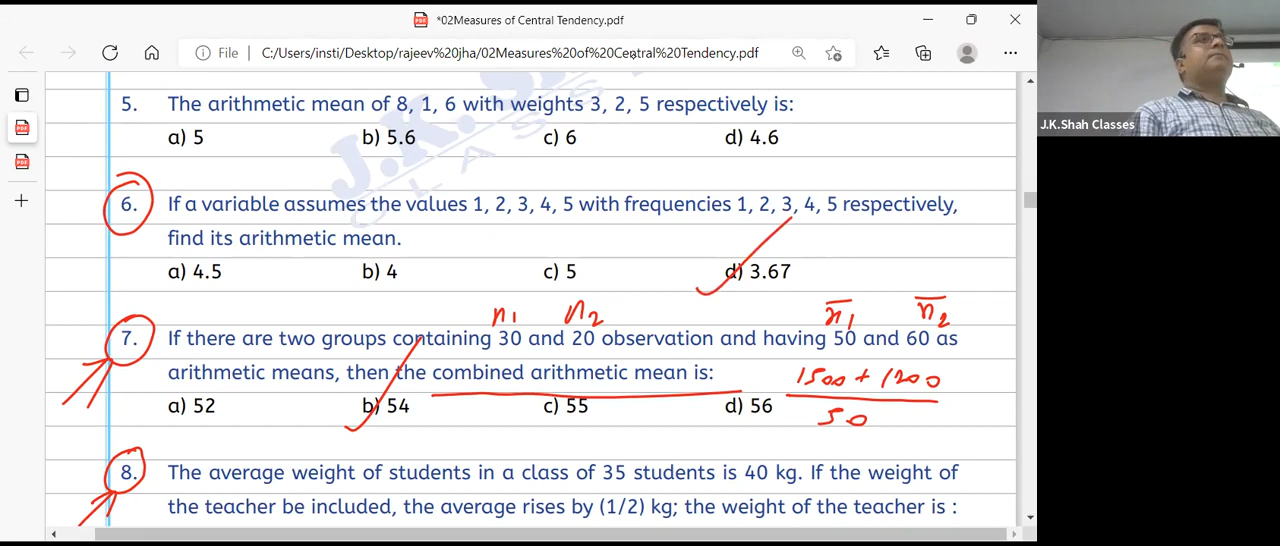 *02Measures of Central Tendency.pdf
File C:/Users/insti/Desktop/rajeev%20jha/02Measures%20of%20Central%20Tendency.pdf
J.K.Shah Classes
J.K. S
CLAS
5. The arithmetic mean of 8, 1, 6 with weights 3, 2, 5 respectively is:
a) 5 b) 5.6 c) 6 d) 4.6
6. If a variable assumes the values 1, 2, 3, 4, 5 with frequencies 1, 2, 3, 4, 5 respectively,
find its arithmetic mean.
a) 4.5 b) 4 c) 5 d) 3.67
n1 n2 x̄1 x̄2
7. If there are two groups containing 30 and 20 observation and having 50 and 60 as
arithmetic means, then the combined arithmetic mean is:
1500 + 1200
50
a) 52 b) 54 c) 55 d) 56
8. The average weight of students in a class of 35 students is 40 kg. If the weight of
the teacher be included, the average rises by (1/2) kg; the weight of the teacher is :